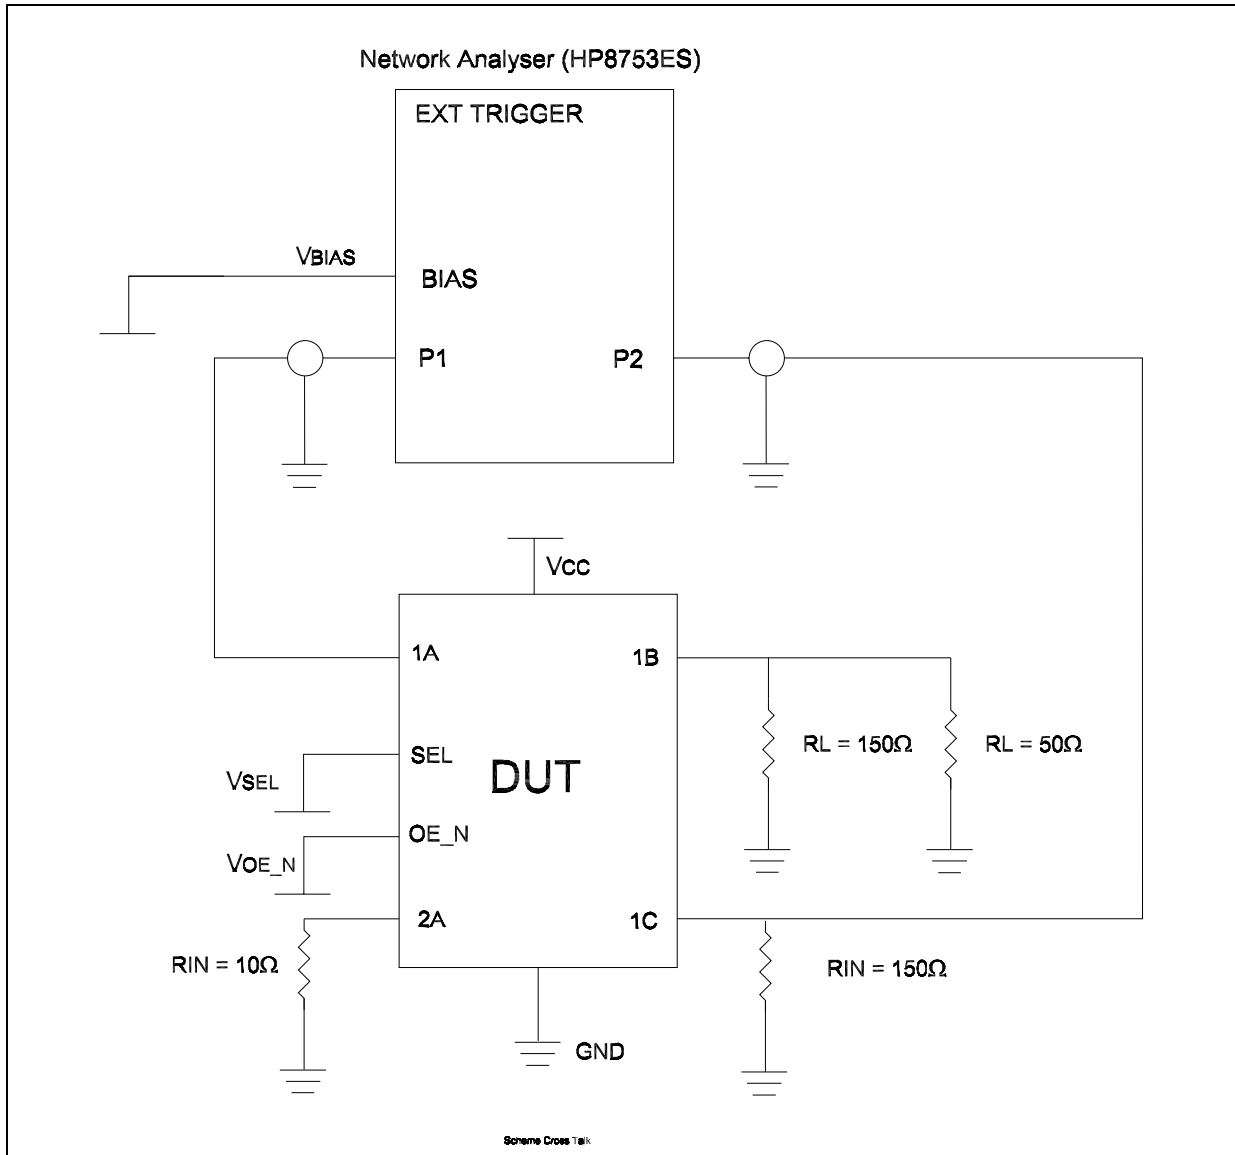 Network Analyser (HP8753ES)
EXT TRIGGER
VBIAS
BIAS
P1
P2
VCC
1A
1B
RL = 150Ω
RL = 50Ω
SEL
DUT
VSEL
OE_N
VOE_N
2A
1C
RIN = 10Ω
RIN = 150Ω
GND
Scheme Cross Talk